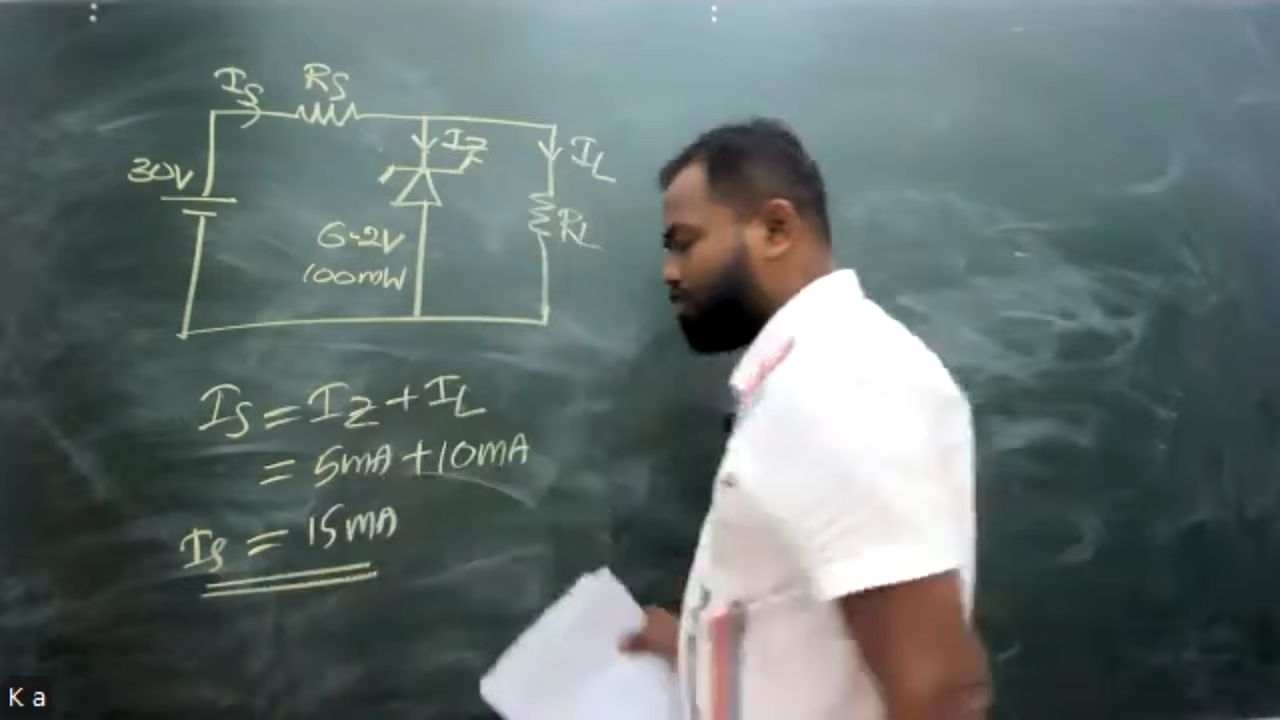 Is Rs
Iz
IL
30V
RL
6.2V
100mW
Is = Iz + IL
= 5mA + 10mA
Is = 15mA
K a